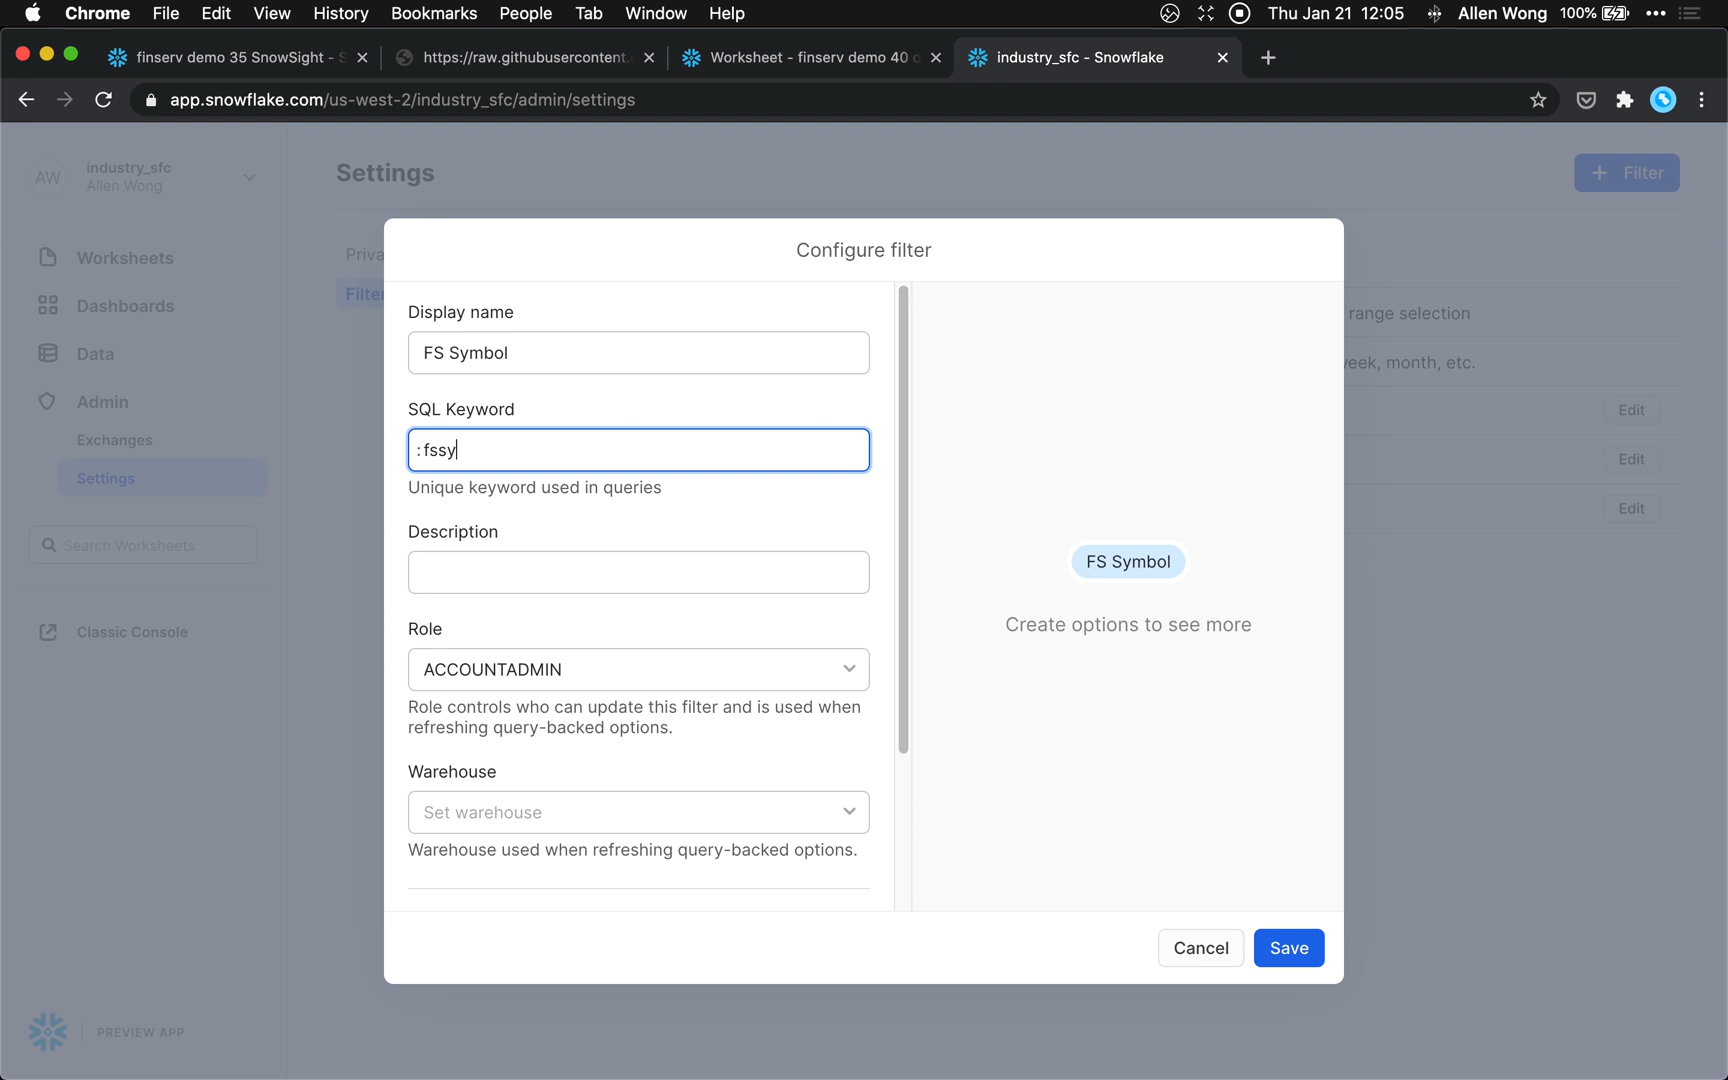 Chrome File Edit View History Bookmarks People Tab Window Help
Thu Jan 21 12:05 Allen Wong 100%
finserv demo 35 SnowSight - S
https://raw.githubusercontent.
Worksheet - finserv demo 40 q
industry_sfc - Snowflake
app.snowflake.com/us-west-2/industry_sfc/admin/settings
AW
industry_sfc
Allen Wong
Worksheets
Dashboards
Data
Admin
Exchanges
Settings
Search Worksheets
Classic Console
PREVIEW APP
Settings
+ Filter
Priva
Filter
range selection
week, month, etc.
Edit
Edit
Edit
Configure filter
Display name
FS Symbol
SQL Keyword
:fssy
Unique keyword used in queries
Description
Role
ACCOUNTADMIN
Role controls who can update this filter and is used when
refreshing query-backed options.
Warehouse
Set warehouse
Warehouse used when refreshing query-backed options.
FS Symbol
Create options to see more
Cancel
Save